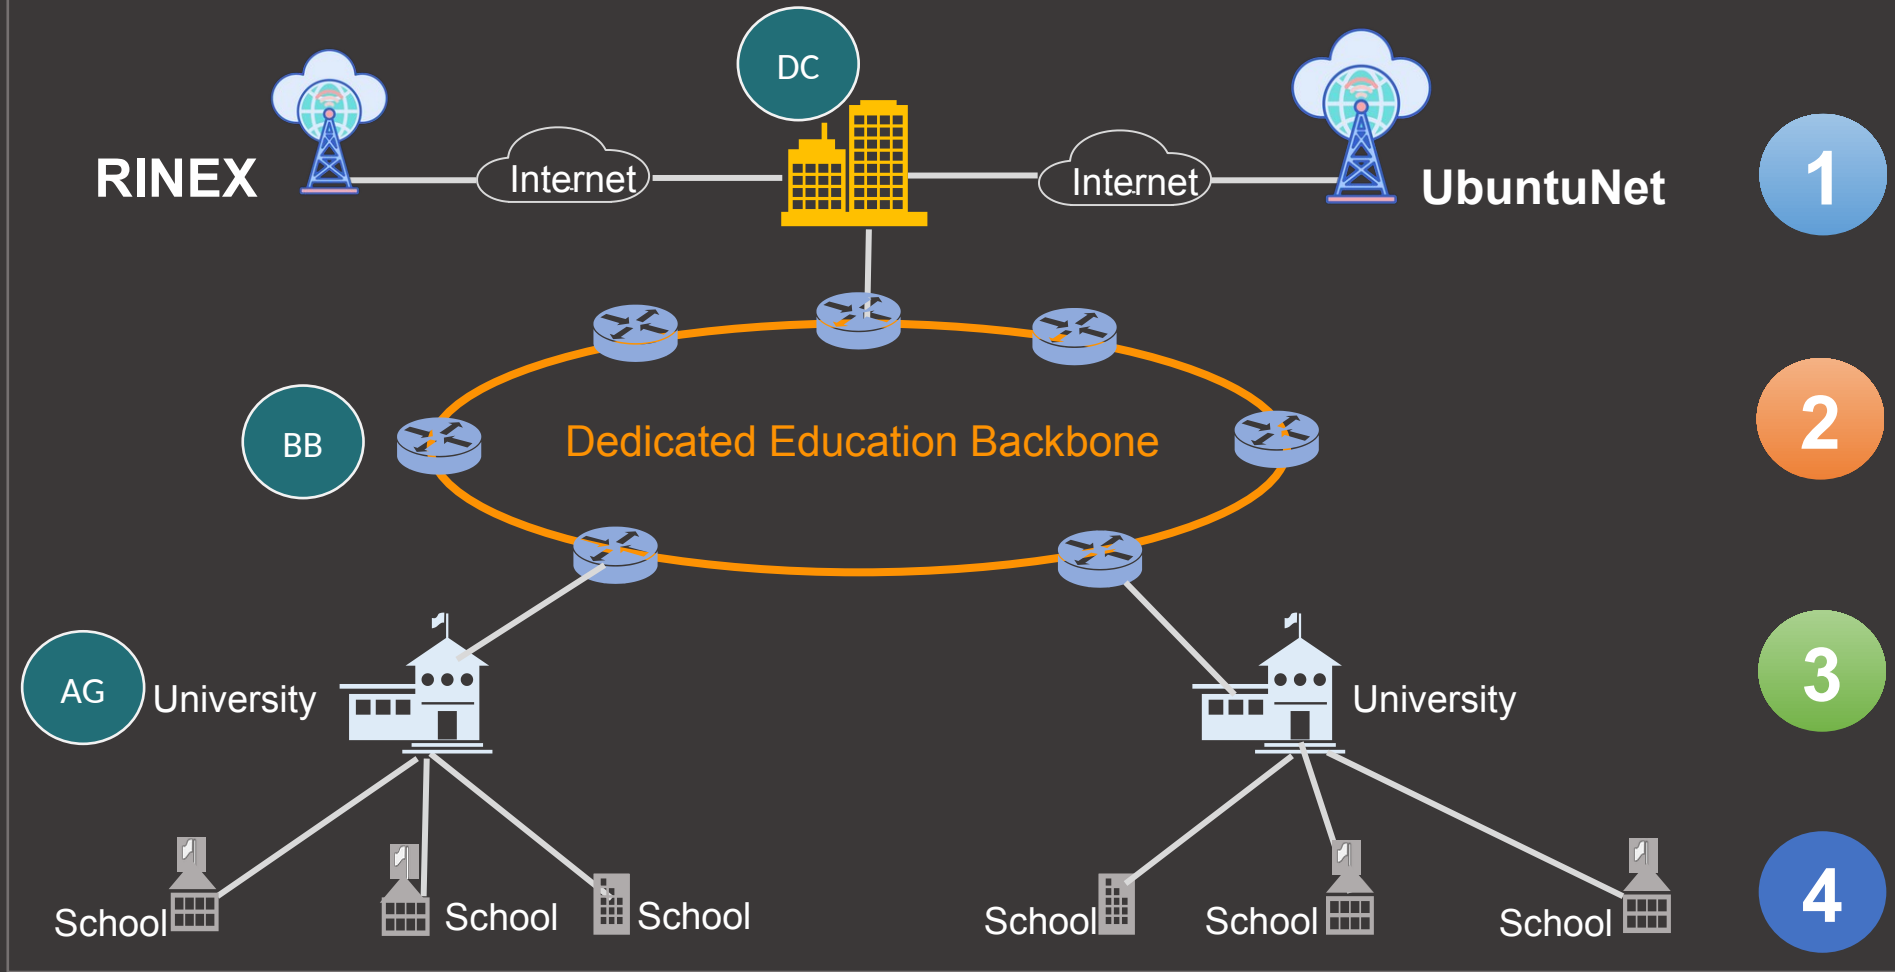 DC
RINEX
Internet
Internet
UbuntuNet
1
BB
Dedicated Education Backbone
2
AG
University
University
3
School
School
School
School
School
School
4